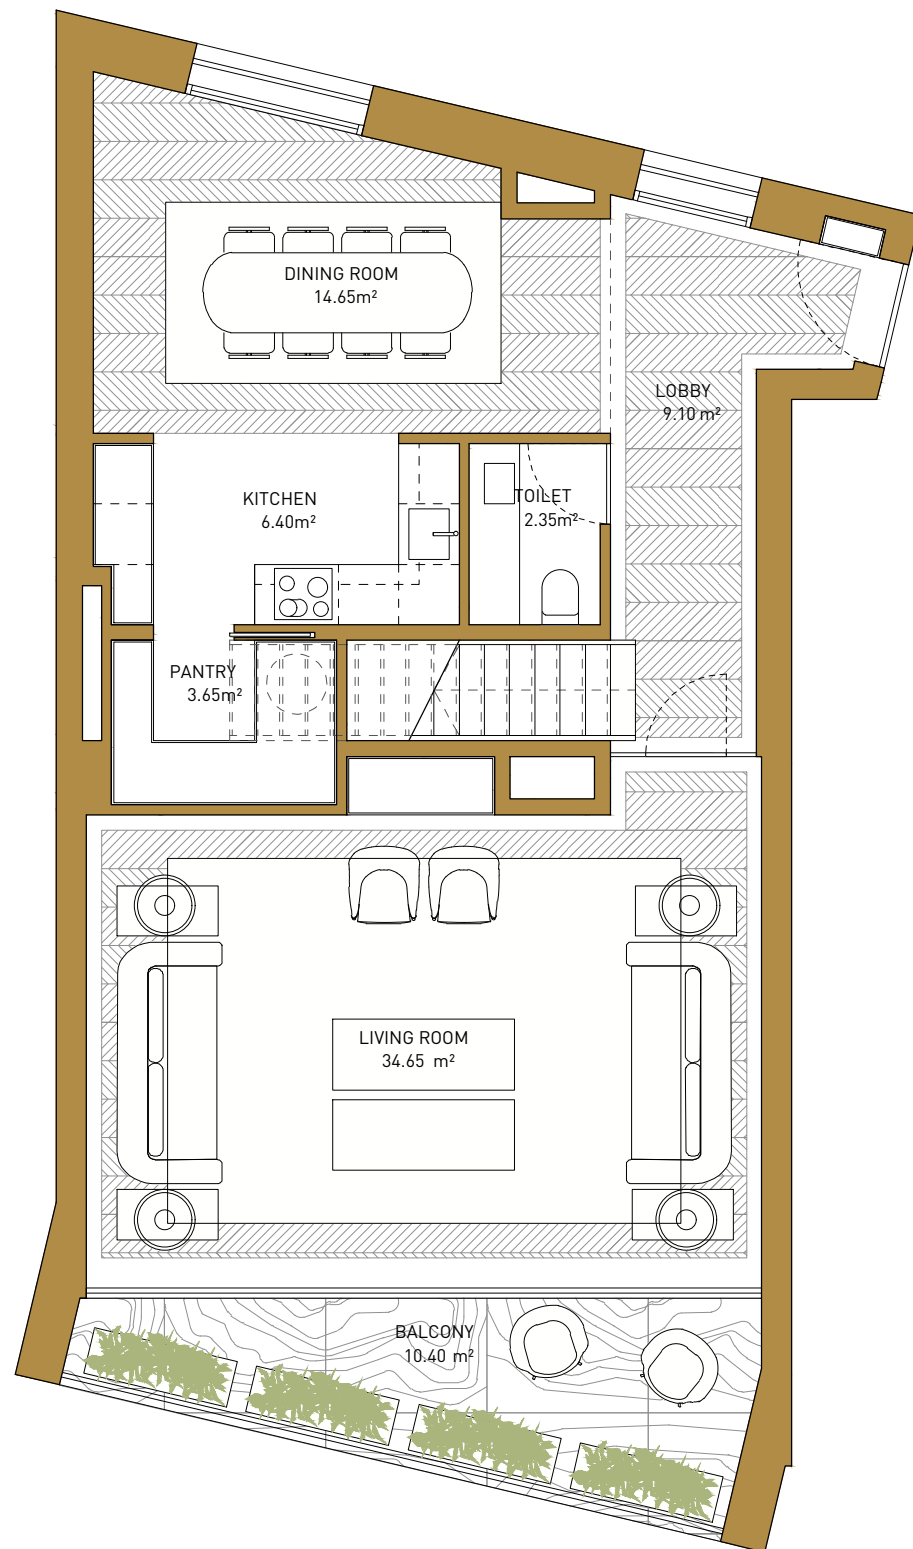 DINING ROOM
14.65m²
LOBBY
9.10 m²
KITCHEN
6.40m²
TOILET
2.35m²
PANTRY
3.65m²
LIVING ROOM
34.65 m²
BALCONY
10.40 m²